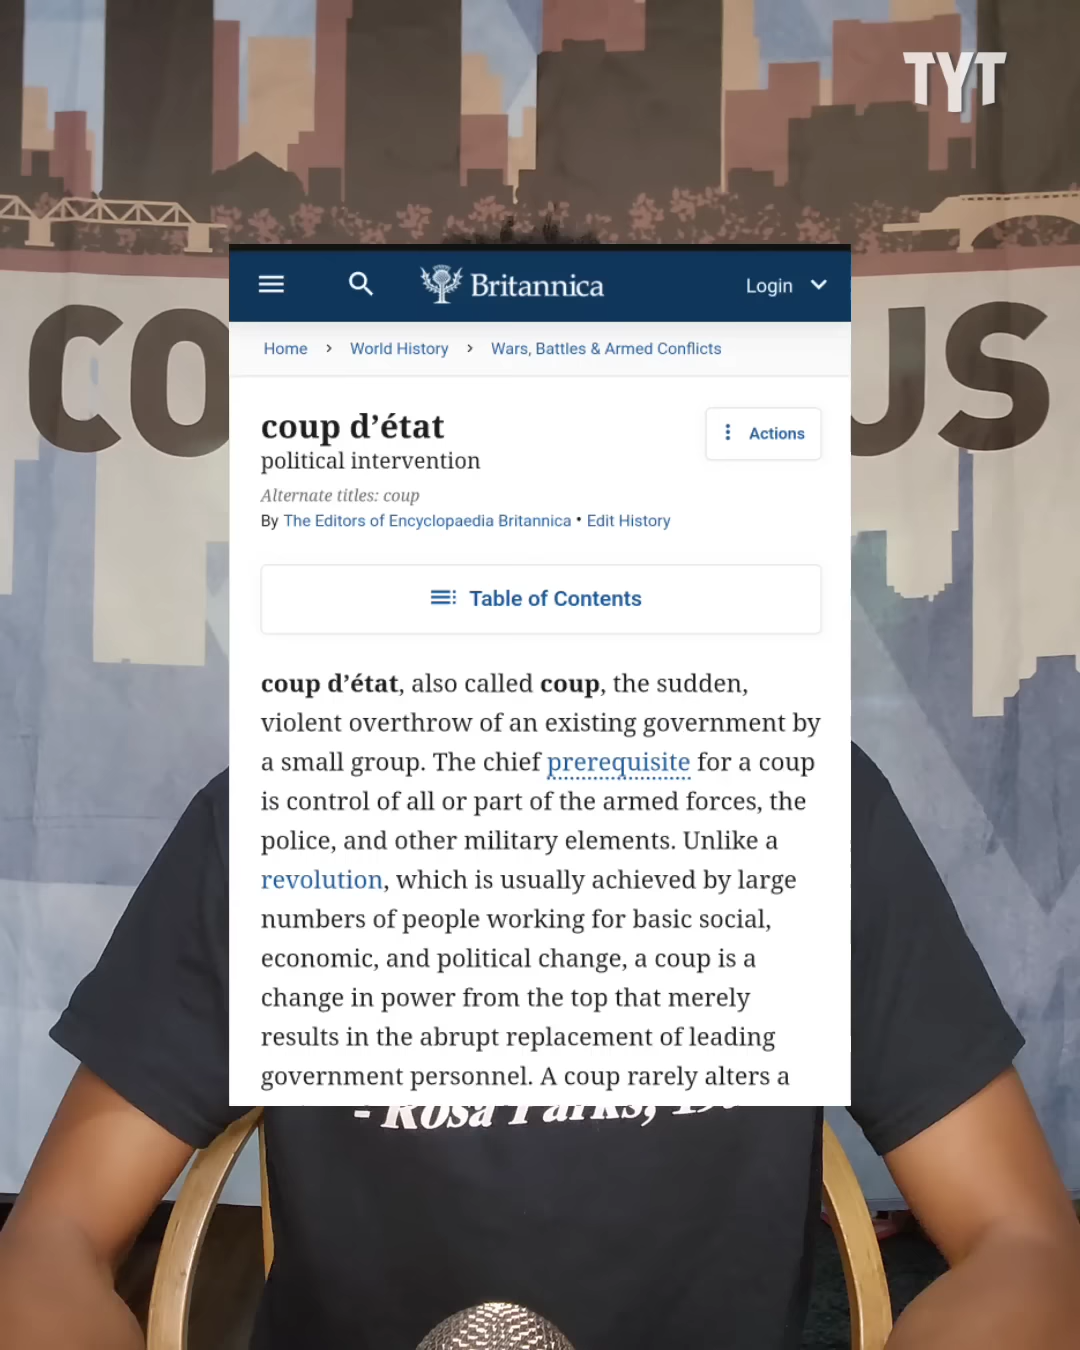 TYT
CO
US
Britannica
Login
Home > World History > Wars, Battles & Armed Conflicts
coup d’état
Actions
political intervention
Alternate titles: coup
By The Editors of Encyclopaedia Britannica • Edit History
Table of Contents
coup d’état, also called coup, the sudden,
violent overthrow of an existing government by
a small group. The chief prerequisite for a coup
is control of all or part of the armed forces, the
police, and other military elements. Unlike a
revolution, which is usually achieved by large
numbers of people working for basic social,
economic, and political change, a coup is a
change in power from the top that merely
results in the abrupt replacement of leading
government personnel. A coup rarely alters a
- Rosa Parks,